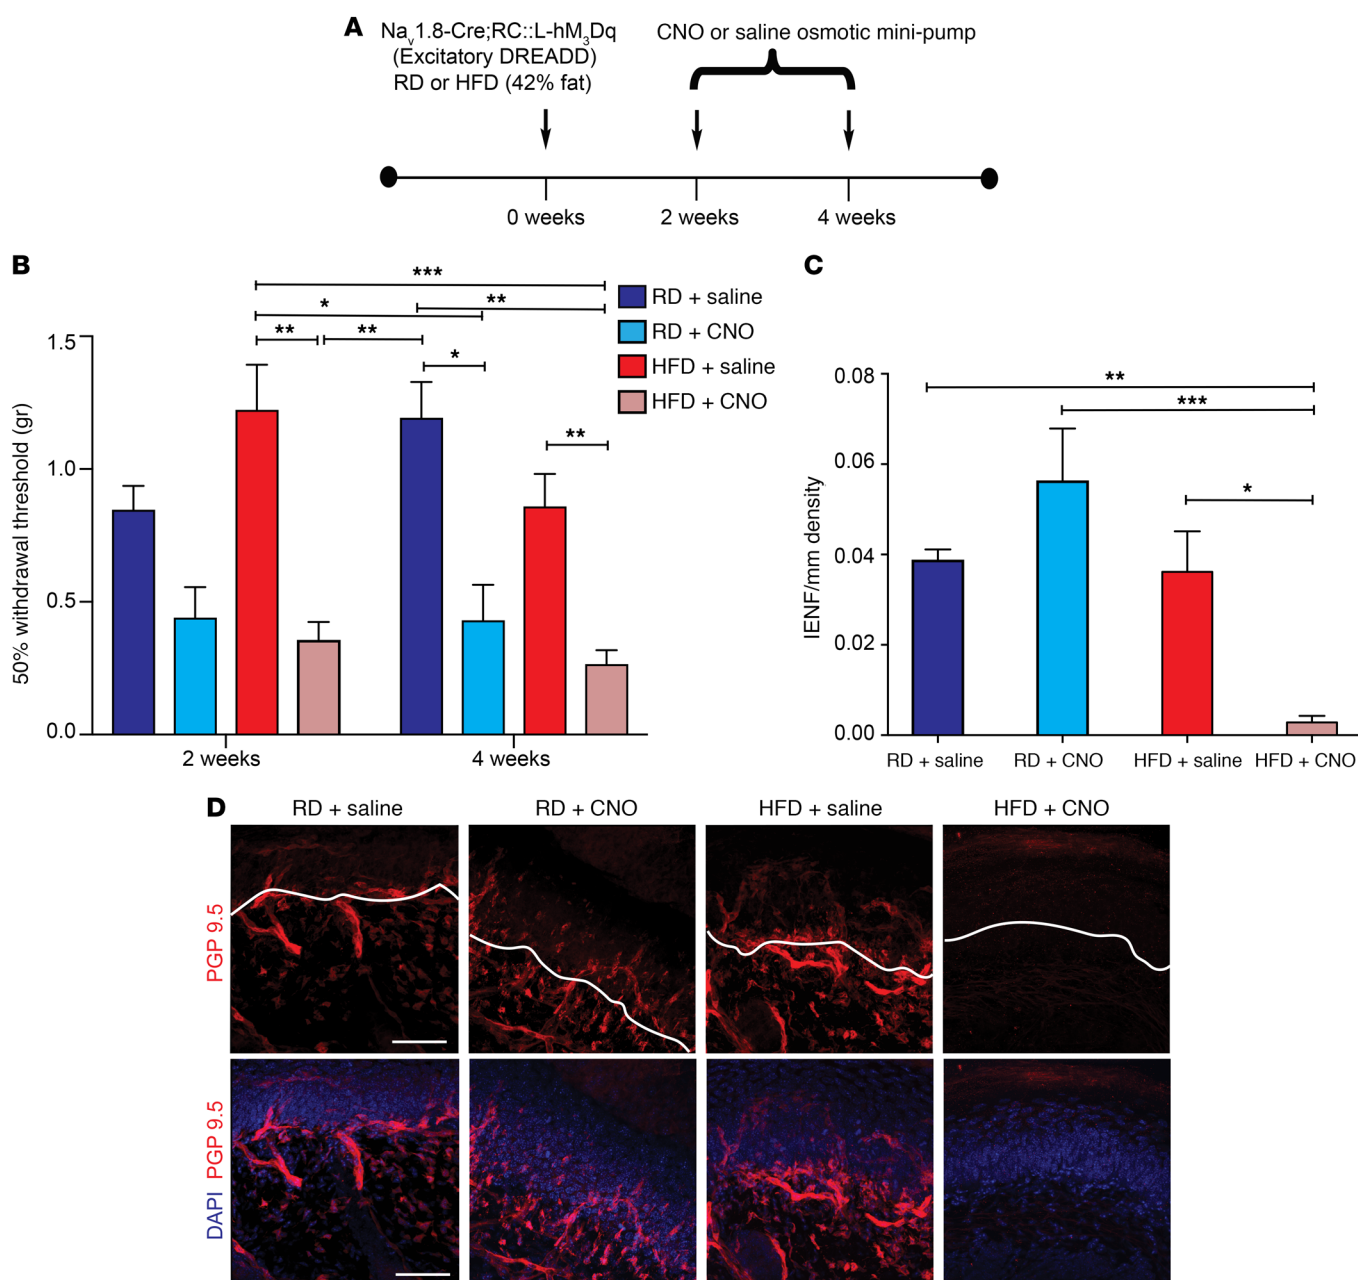 A
Nav1.8-Cre;RC::L-hM3Dq
(Excitatory DREADD)
RD or HFD (42% fat)
CNO or saline osmotic mini-pump
0 weeks
2 weeks
4 weeks
B
***
*
**
**
**
*
**
RD + saline
RD + CNO
HFD + saline
HFD + CNO
50% withdrawal threshold (gr)
1.5
1.0
0.5
0.0
2 weeks
4 weeks
C
**
***
*
IENF/mm density
0.08
0.06
0.04
0.02
0.00
RD + saline
RD + CNO
HFD + saline
HFD + CNO
D
RD + saline
RD + CNO
HFD + saline
HFD + CNO
PGP 9.5
DAPI PGP 9.5